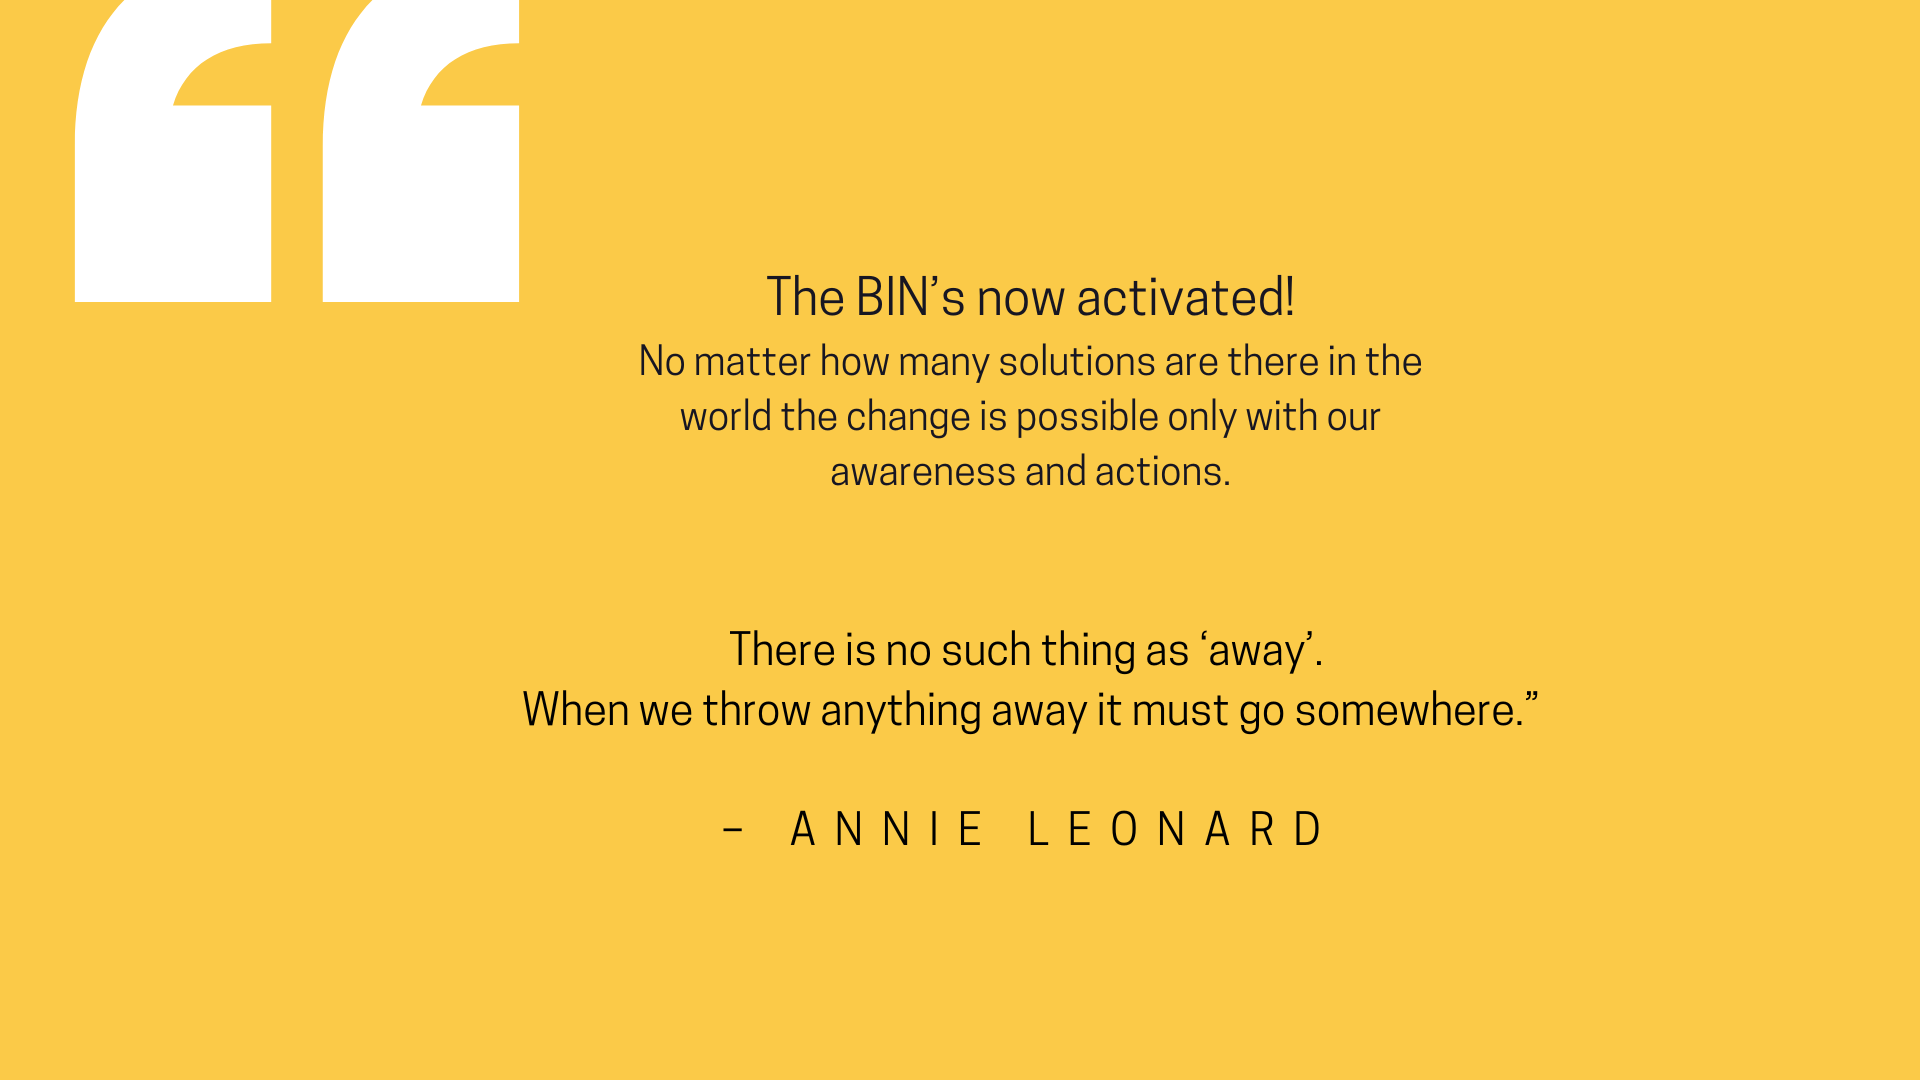 “
The BIN’s now activated!
No matter how many solutions are there in the
world the change is possible only with our
awareness and actions.
There is no such thing as ‘away’.
When we throw anything away it must go somewhere.”
– ANNIE LEONARD